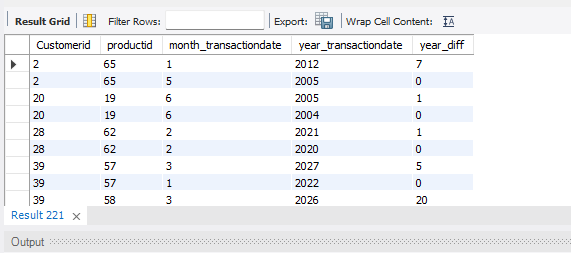 Result Grid Filter Rows: Export: Wrap Cell Content: IA
Customerid productid month_transactiondate year_transactiondate year_diff
2 65 1 2012 7
2 65 5 2005 0
20 19 6 2005 1
20 19 6 2004 0
28 62 2 2021 1
28 62 2 2020 0
39 57 3 2027 5
39 57 1 2022 0
39 58 3 2026 20
Result 221 ×
Output